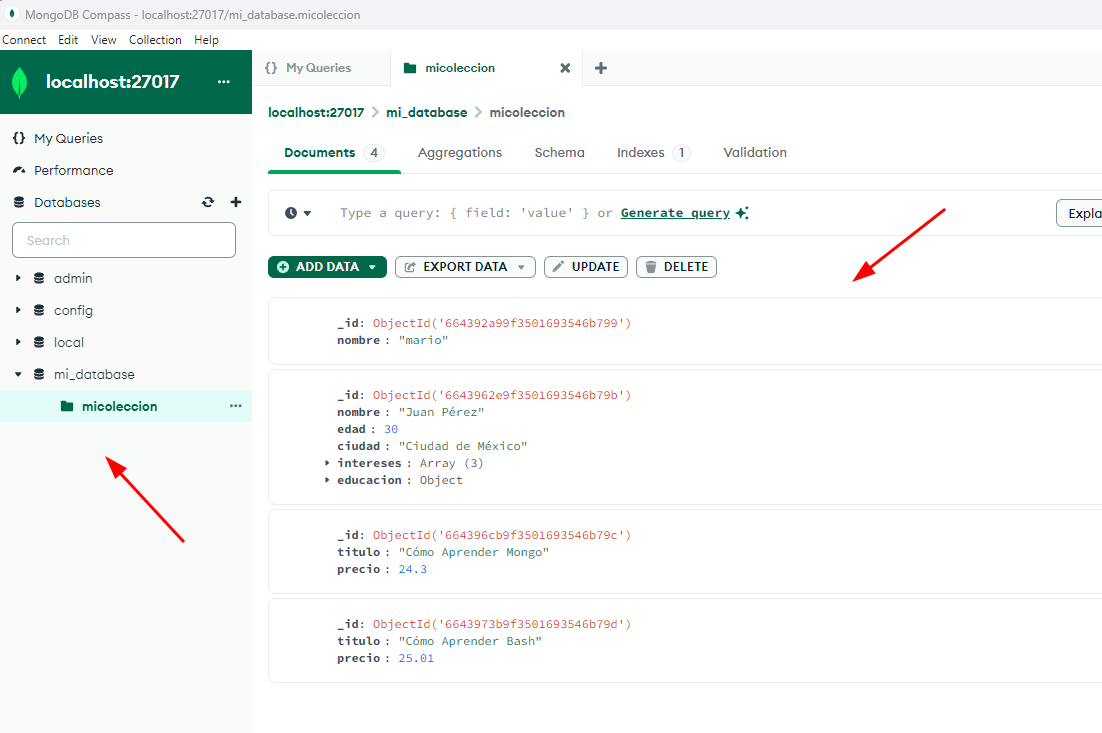 MongoDB Compass - localhost:27017/mi_database.micoleccion
Connect Edit View Collection Help
localhost:27017 ...
My Queries
Performance
Databases
Search
admin
config
local
mi_database
micoleccion ...
{} My Queries
micoleccion
localhost:27017 > mi_database > micoleccion
Documents 4 Aggregations Schema Indexes 1 Validation
Type a query: { field: 'value' } or Generate query
Expla
ADD DATA EXPORT DATA UPDATE DELETE
_id: ObjectId('664392a99f3501693546b799')
nombre : "mario"
_id: ObjectId('6643962e9f3501693546b79b')
nombre : "Juan Pérez"
edad : 30
ciudad : "Ciudad de México"
intereses : Array (3)
educacion : Object
_id: ObjectId('664396cb9f3501693546b79c')
titulo : "Cómo Aprender Mongo"
precio : 24.3
_id: ObjectId('6643973b9f3501693546b79d')
titulo : "Cómo Aprender Bash"
precio : 25.01